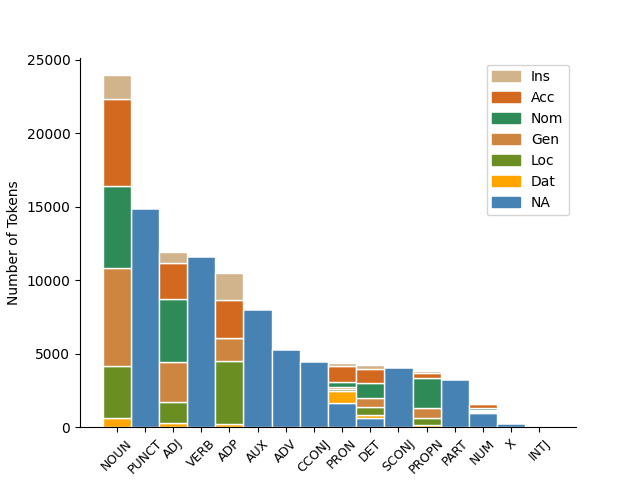 25000
20000
15000
10000
5000
0
Number of Tokens
Ins
Acc
Nom
Gen
Loc
Dat
NA
NOUN
PUNCT
ADJ
VERB
ADP
AUX
ADV
CCONJ
PRON
DET
SCONJ
PROPN
PART
NUM
X
INTJ